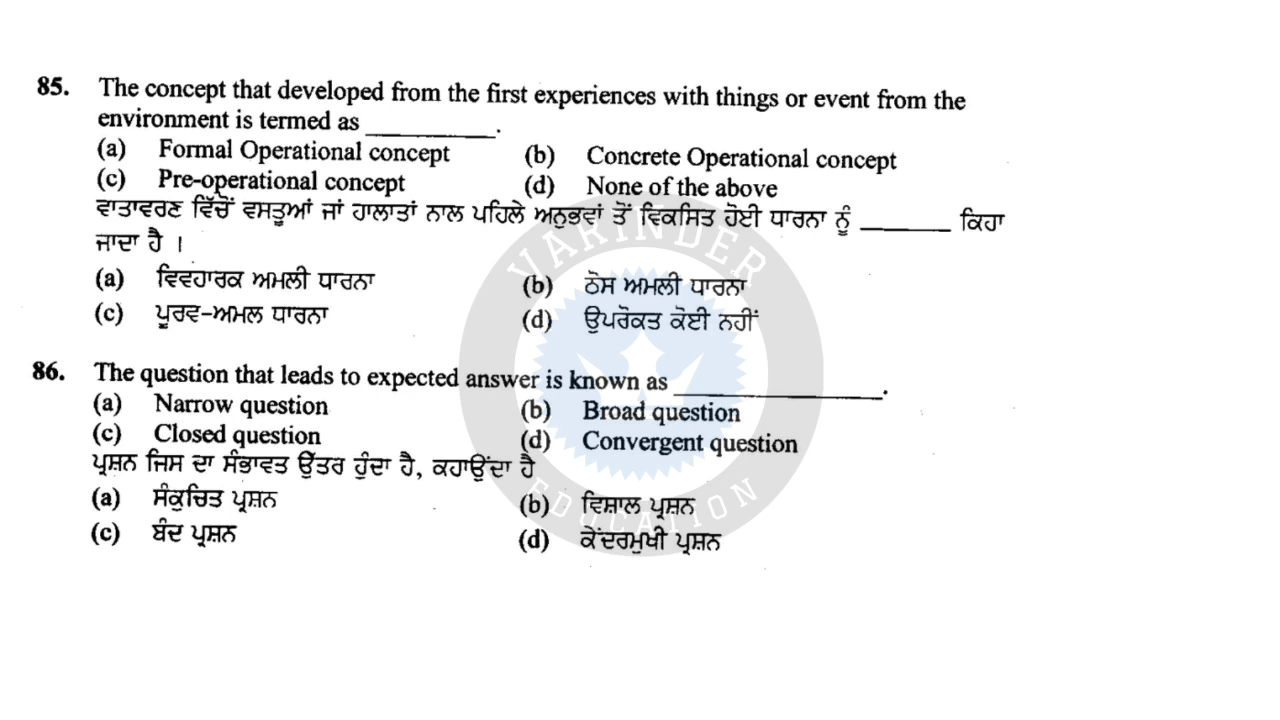 85. The concept that developed from the first experiences with things or event from the
environment is termed as __________.
(a) Formal Operational concept (b) Concrete Operational concept
(c) Pre-operational concept (d) None of the above
ਵਾਤਾਵਰਣ ਵਿੱਚੋਂ ਵਸਤੂਆਂ ਜਾਂ ਹਾਲਾਤਾਂ ਨਾਲ ਪਹਿਲੇ ਅਨੁਭਵਾਂ ਤੋਂ ਵਿਕਸਿਤ ਹੋਈ ਧਾਰਨਾ ਨੂੰ _______ ਕਿਹਾ
ਜਾਂਦਾ ਹੈ ।
(a) ਵਿਵਹਾਰਕ ਅਮਲੀ ਧਾਰਨਾ (b) ਠੋਸ ਅਮਲੀ ਧਾਰਨਾ
(c) ਪੂਰਵ-ਅਮਲ ਧਾਰਨਾ (d) ਉਪਰੋਕਤ ਕੋਈ ਨਹੀਂ
86. The question that leads to expected answer is known as ________________.
(a) Narrow question (b) Broad question
(c) Closed question (d) Convergent question
ਪ੍ਰਸ਼ਨ ਜਿਸ ਦਾ ਸੰਭਾਵਤ ਉੱਤਰ ਹੁੰਦਾ ਹੈ, ਕਹਾਉਂਦਾ ਹੈ
(a) ਸੰਕੁਚਿਤ ਪ੍ਰਸ਼ਨ (b) ਵਿਸ਼ਾਲ ਪ੍ਰਸ਼ਨ
(c) ਬੰਦ ਪ੍ਰਸ਼ਨ (d) ਕੇਂਦਰਮੁਖੀ ਪ੍ਰਸ਼ਨ
VARINDER
EDUCATION